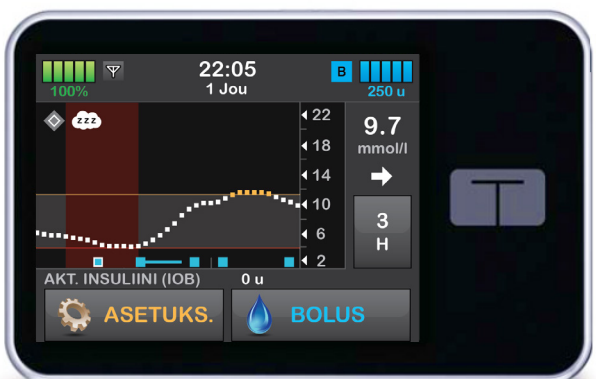 22:05
1 Jou
B
100%
250 u
zzz
22
18
14
10
6
2
9.7
mmol/l
3
H
AKT. INSULIINI (IOB) 0 u
ASETUKS.
BOLUS